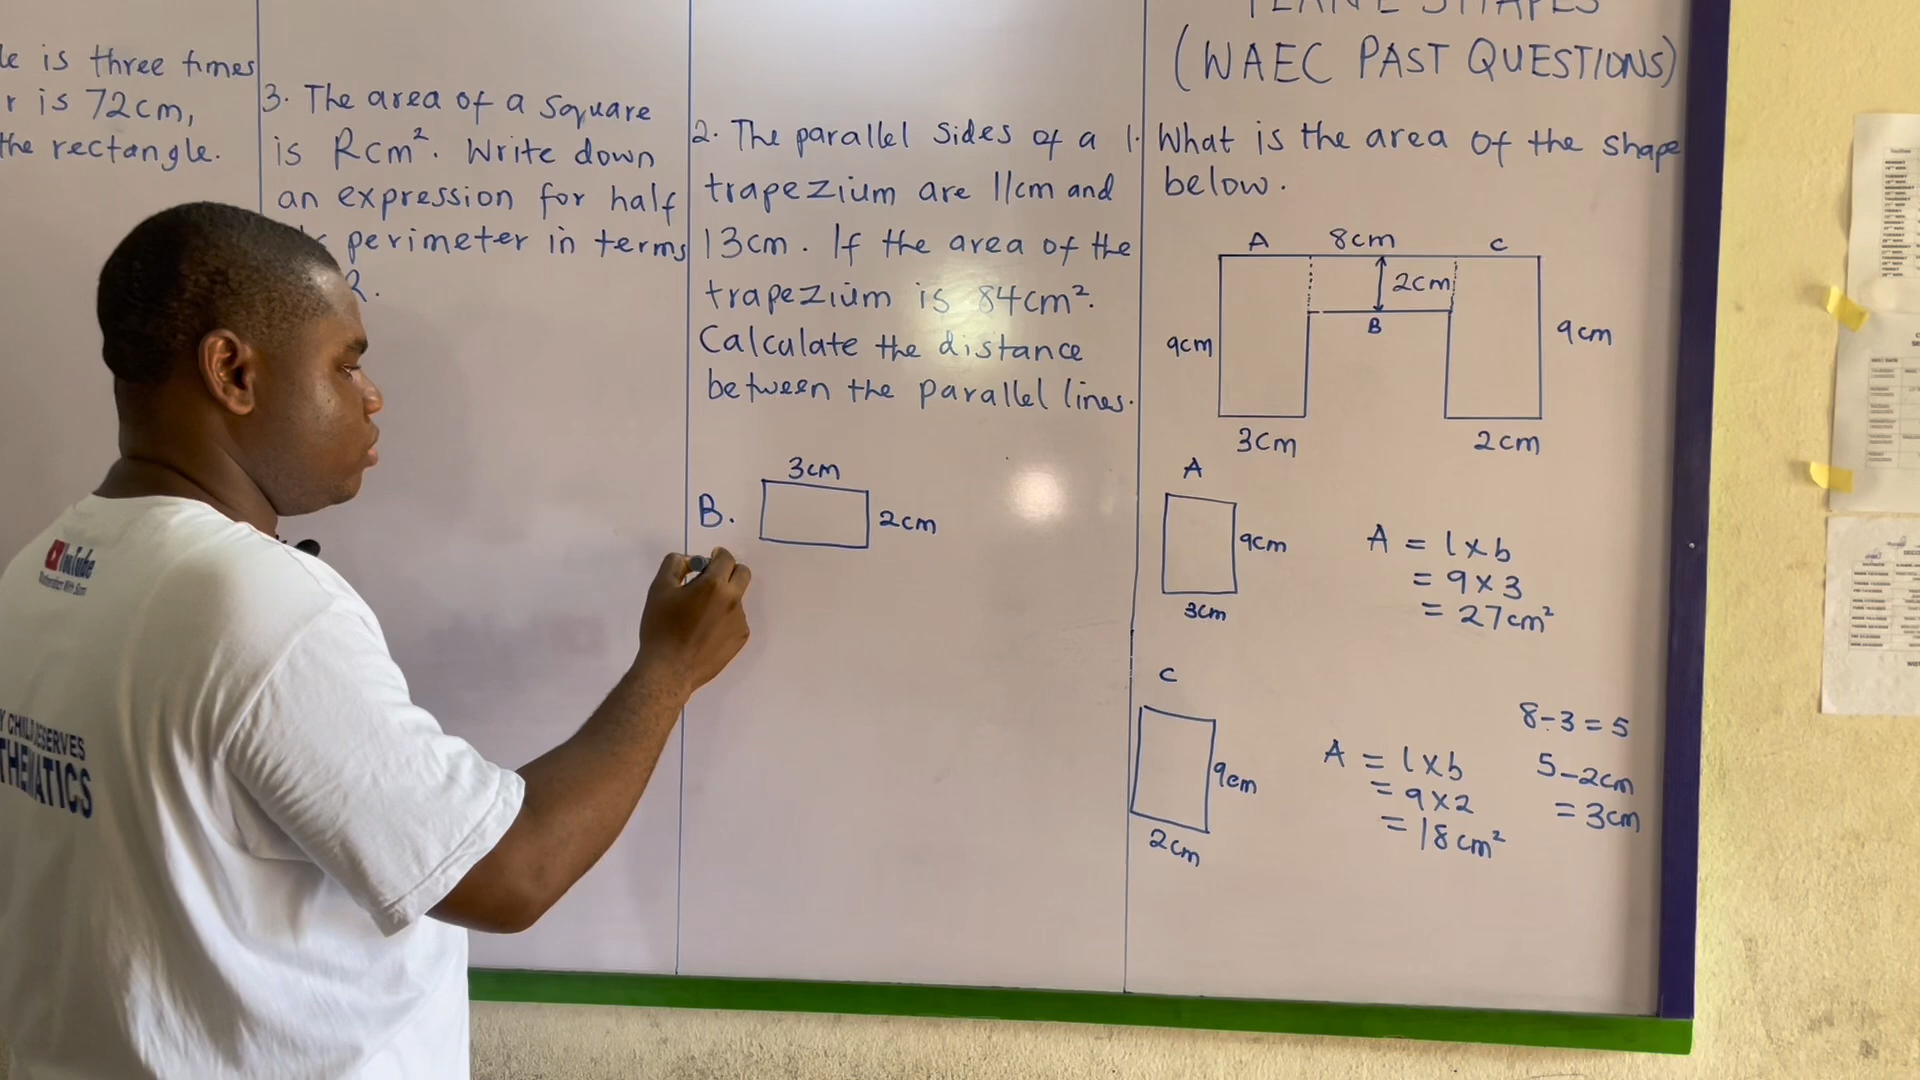 (WAEC PAST QUESTIONS)
1. What is the area of the shape
below.
A 8cm C
2cm
B
9cm
9cm
3cm
2cm
A
9cm
3cm
A = l x b
= 9 x 3
= 27cm²
C
9cm
2cm
A = l x b
= 9 x 2
= 18cm²
8-3=5
5-2cm
= 3cm
2. The parallel sides of a
trapezium are 11cm and
13cm. If the area of the
trapezium is 84cm².
Calculate the distance
between the parallel lines.
3cm
B.
2cm
3. The area of a square
is Rcm². Write down
an expression for half
perimeter in terms
R.
is three times
r is 72cm,
the rectangle.
YouTube
CHILD DESERVES